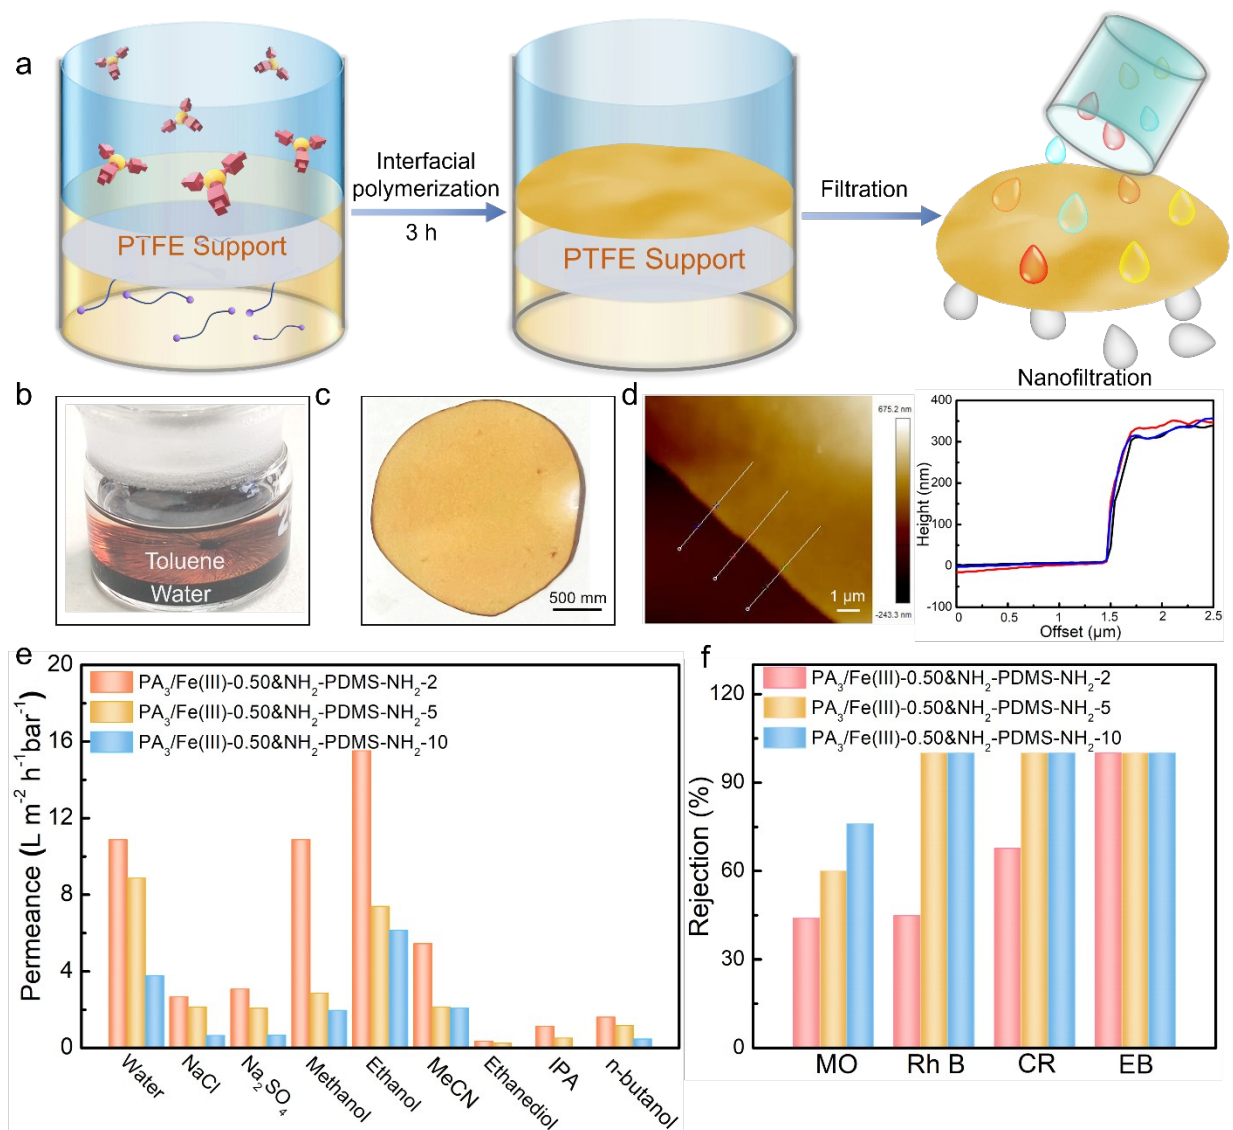 a
PTFE Support
Interfacial
polymerization
3 h
PTFE Support
Filtration
Nanofiltration
b
Toluene
Water
c
500 mm
d
675.2 nm
-243.3 nm
1 μm
Height (nm)
400
300
200
100
0
-100
0
0.5
1.0
1.5
2.0
2.5
Offset (μm)
e
Permeance (L m⁻² h⁻¹bar⁻¹)
20
16
12
8
4
0
PA₃/Fe(III)-0.50&NH₂-PDMS-NH₂-2
PA₃/Fe(III)-0.50&NH₂-PDMS-NH₂-5
PA₃/Fe(III)-0.50&NH₂-PDMS-NH₂-10
Water
NaCl
Na₂SO₄
Methanol
Ethanol
MeCN
Ethanediol
IPA
n-butanol
f
Rejection (%)
120
90
60
30
0
PA₃/Fe(III)-0.50&NH₂-PDMS-NH₂-2
PA₃/Fe(III)-0.50&NH₂-PDMS-NH₂-5
PA₃/Fe(III)-0.50&NH₂-PDMS-NH₂-10
MO
Rh B
CR
EB